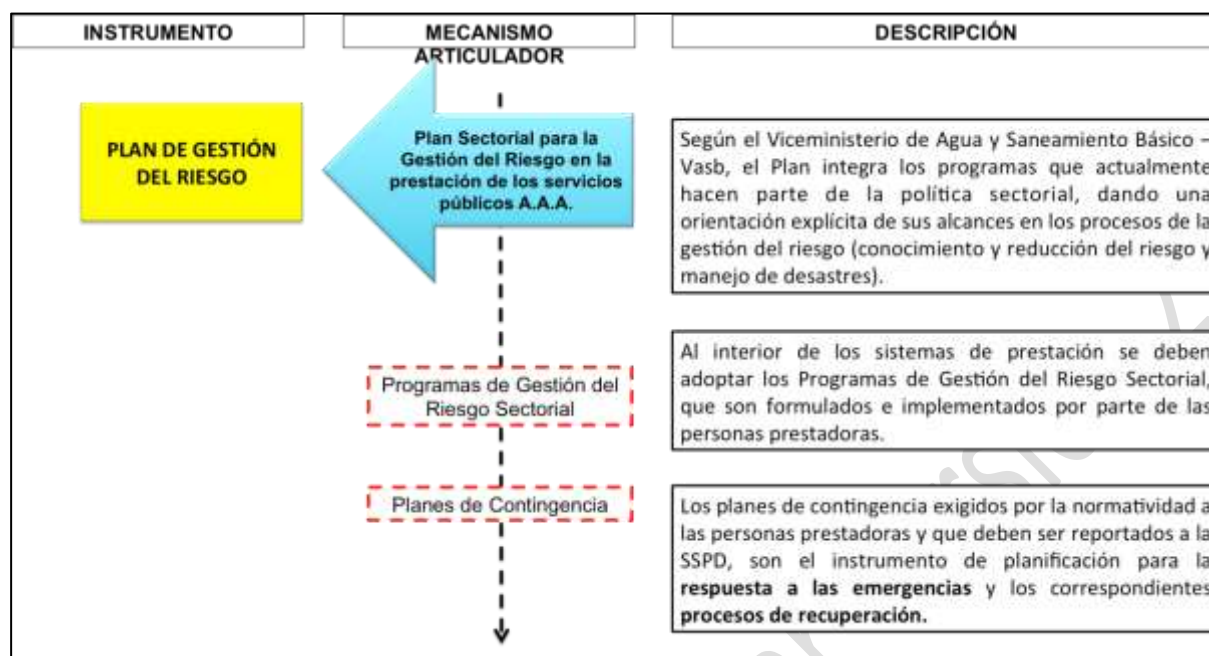 INSTRUMENTO
MECANISMO
ARTICULADOR
DESCRIPCIÓN
PLAN DE GESTIÓN
DEL RIESGO
Plan Sectorial para la
Gestión del Riesgo en la
prestación de los servicios
públicos A.A.A.
Según el Viceministerio de Agua y Saneamiento Básico –
Vasb, el Plan integra los programas que actualmente
hacen parte de la política sectorial, dando una
orientación explícita de sus alcances en los procesos de la
gestión del riesgo (conocimiento y reducción del riesgo y
manejo de desastres).
Programas de Gestión del
Riesgo Sectorial
Al interior de los sistemas de prestación se deben
adoptar los Programas de Gestión del Riesgo Sectorial,
que son formulados e implementados por parte de las
personas prestadoras.
Planes de Contingencia
Los planes de contingencia exigidos por la normatividad a
las personas prestadoras y que deben ser reportados a la
SSPD, son el instrumento de planificación para la
respuesta a las emergencias y los correspondientes
procesos de recuperación.